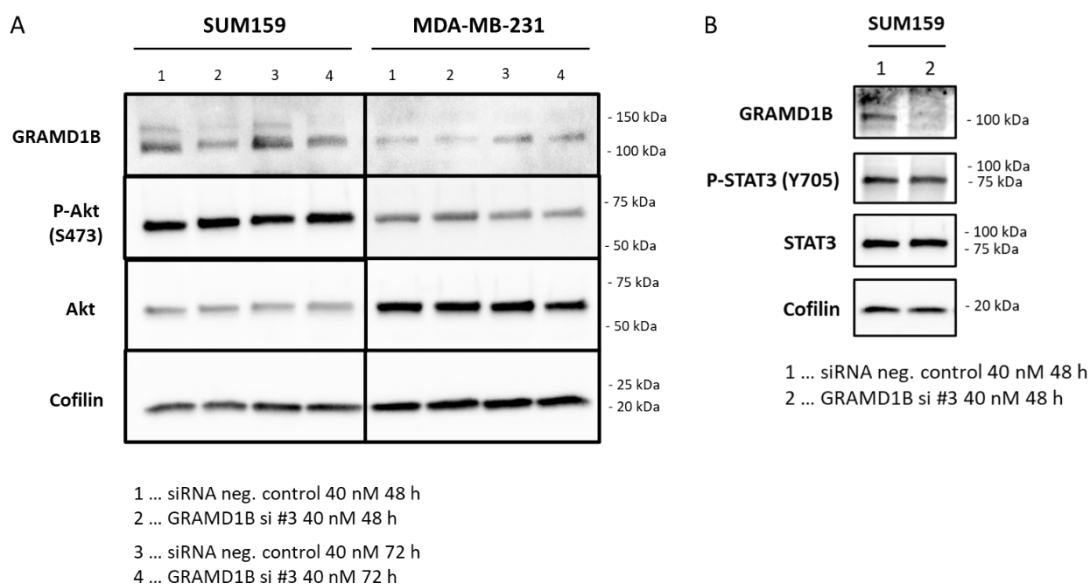 A
SUM159 MDA-MB-231
1 2 3 4 1 2 3 4
GRAMD1B
- 150 kDa
- 100 kDa
P-Akt
(S473)
- 75 kDa
- 50 kDa
Akt
- 75 kDa
- 50 kDa
Cofilin
- 25 kDa
- 20 kDa
1 ... siRNA neg. control 40 nM 48 h
2 ... GRAMD1B si #3 40 nM 48 h
3 ... siRNA neg. control 40 nM 72 h
4 ... GRAMD1B si #3 40 nM 72 h
B
SUM159
1 2
GRAMD1B
- 100 kDa
P-STAT3 (Y705)
- 100 kDa
- 75 kDa
STAT3
- 100 kDa
- 75 kDa
Cofilin
- 20 kDa
1 ... siRNA neg. control 40 nM 48 h
2 ... GRAMD1B si #3 40 nM 48 h